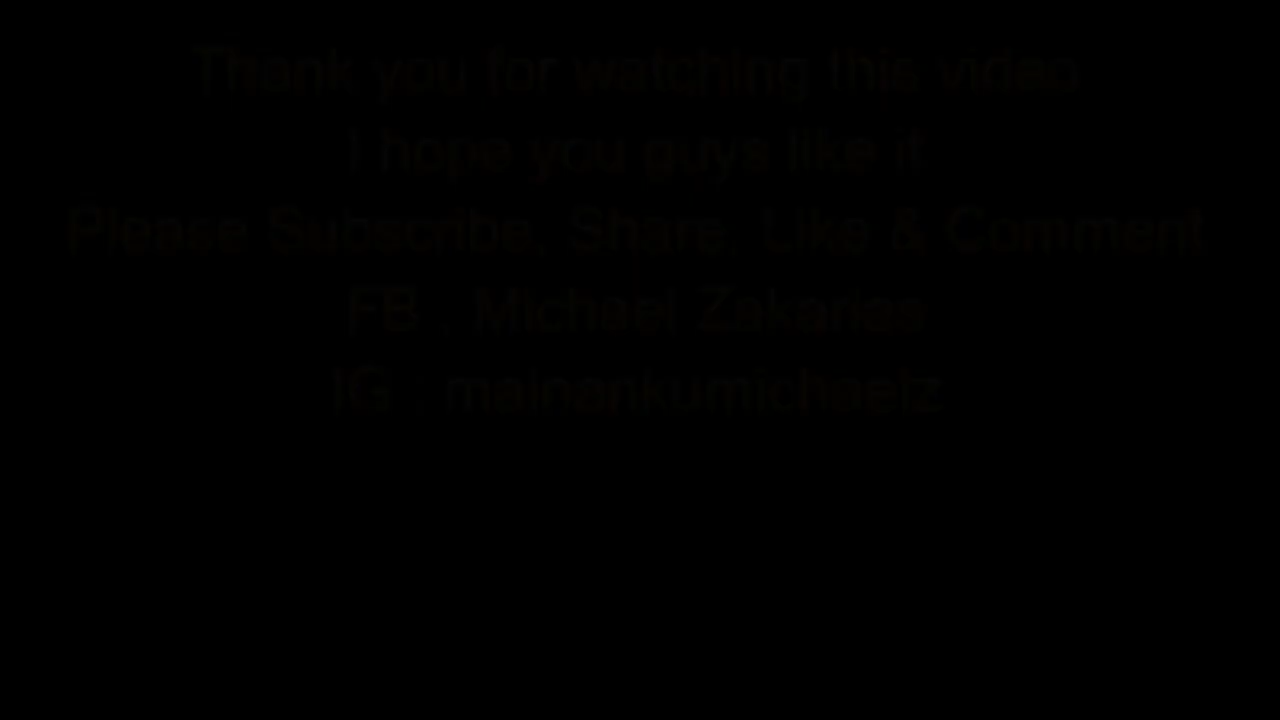 Thank you for watching this video
I hope you guys like it
Please Subscribe, Share, Like & Comment
FB : Michael Zakarias
IG : mainankumichaelz